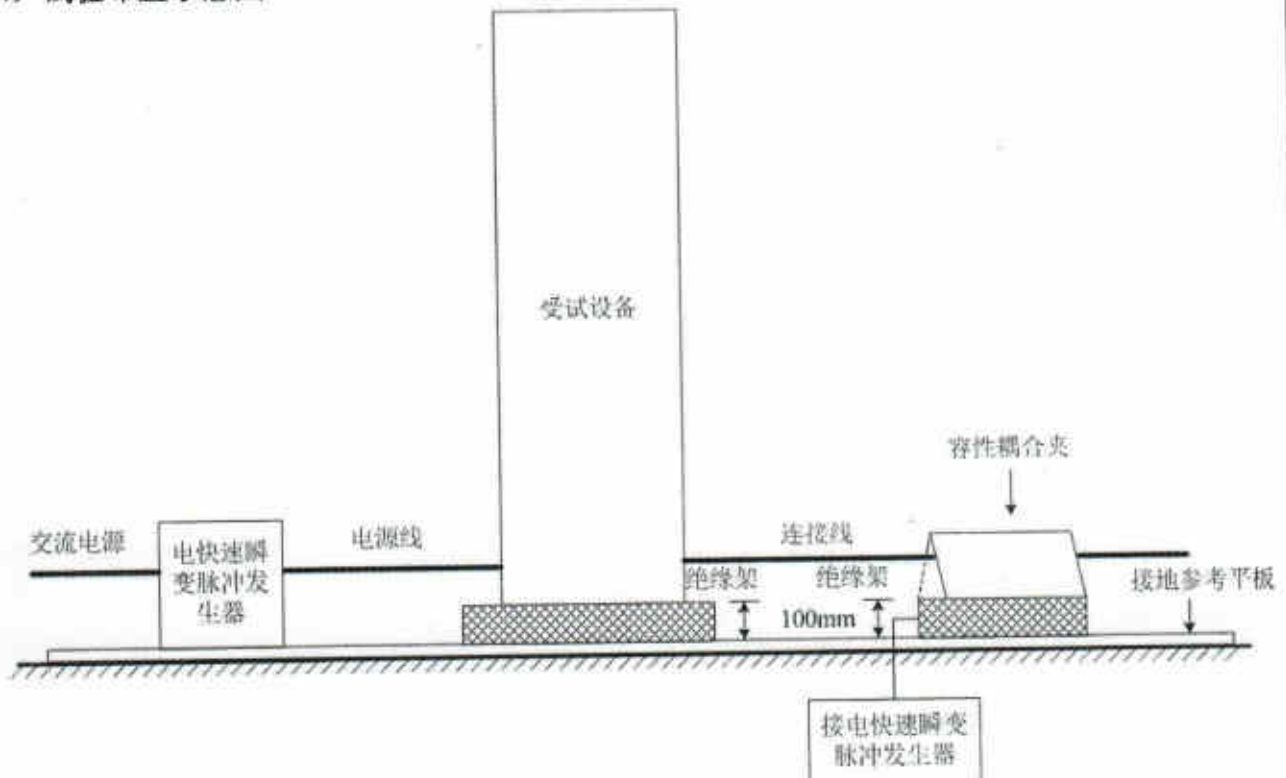 受试设备
容性耦合夹
交流电源
电快速瞬
变脉冲发
生器
电源线
连接线
绝缘架
绝缘架
100mm
接地参考平板
接电快速瞬变
脉冲发生器